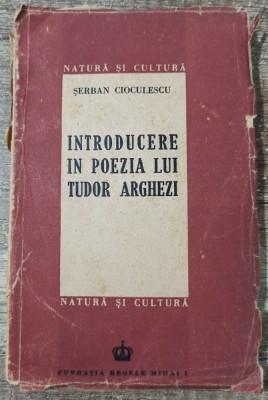 NATURĂ ȘI CULTURĂ
ȘERBAN CIOCULESCU
INTRODUCERE
IN POEZIA LUI
TUDOR ARGHEZI
NATURĂ ȘI CULTURĂ
FUNDAȚIA REGELE MIHAI I